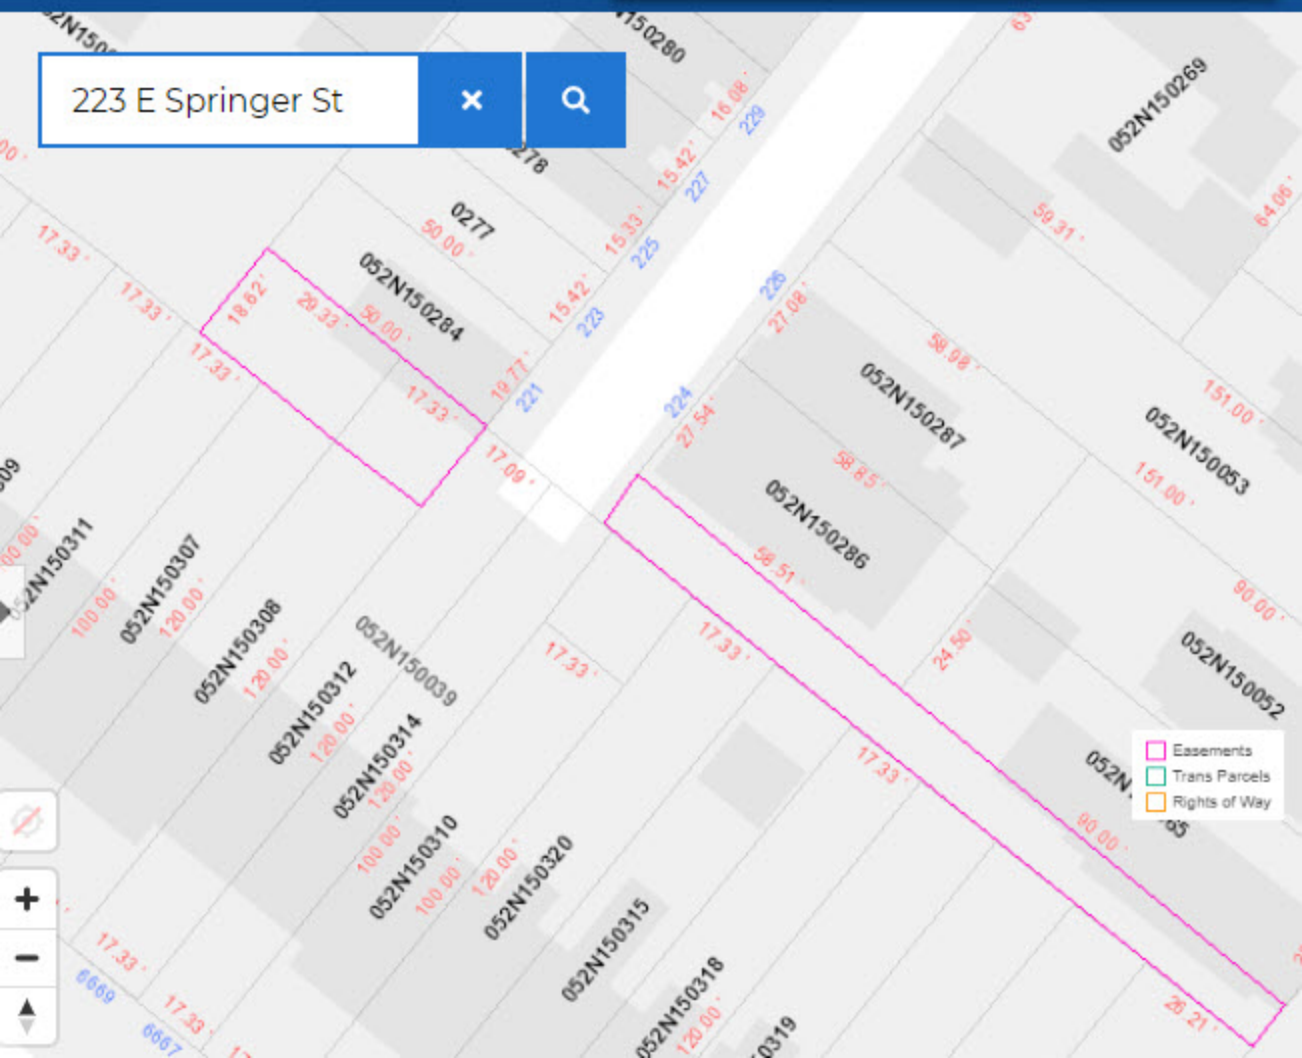 052N150280
052N150269
223 E Springer St
16.08'
229
15.42'
227
0277
50.00'
15.33'
225
59.31'
64.06'
17.33'
17.33'
052N150284
18.62'
29.33'
50.00'
15.42'
223
226
27.08'
17.33'
17.33'
19.77'
221
224
27.54'
58.98'
052N150287
151.00'
052N150053
17.09'
58.85'
151.00'
052N150286
58.51'
90.00'
052N150311
052N150307
100.00'
120.00'
052N150308
120.00'
052N150039
17.33'
17.33'
24.50'
052N150052
052N150312
120.00'
052N150314
120.00'
100.00'
052N150310
100.00'
120.00'
052N150320
17.33'
Easements
Trans Parcels
Rights of Way
90.00'
052N150315
052N150318
120.00'
26.21'
17.33'
6669
17.33'
6667